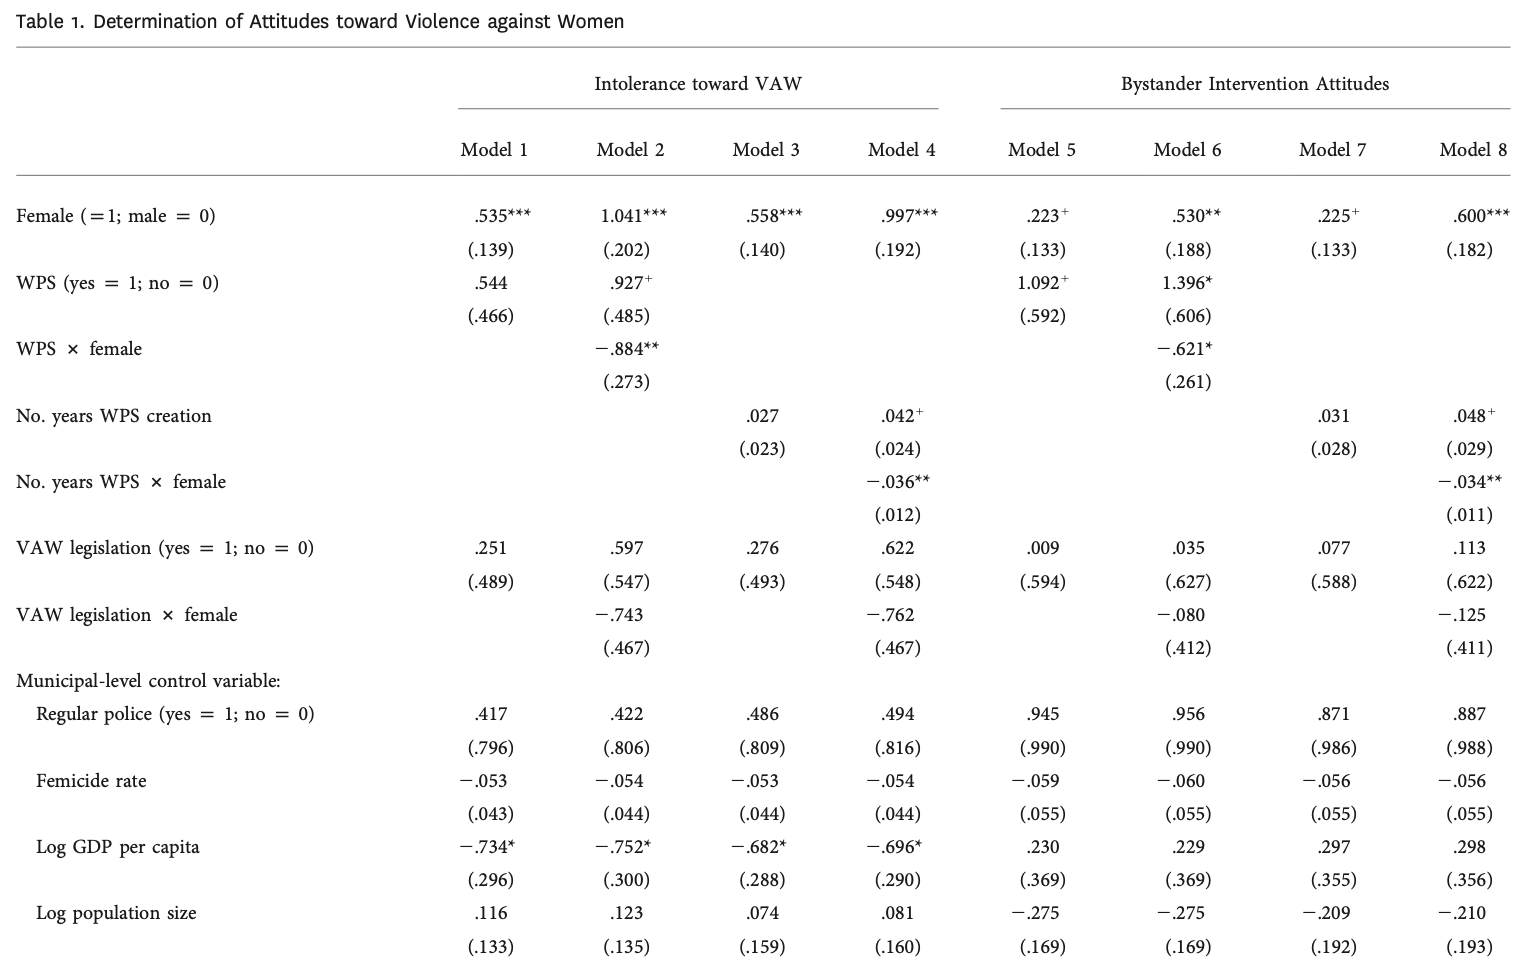 Table 1. Determination of Attitudes toward Violence against Women
Intolerance toward VAW Bystander Intervention Attitudes
Model 1 Model 2 Model 3 Model 4 Model 5 Model 6 Model 7 Model 8
Female (=1; male = 0) .535*** 1.041*** .558*** .997*** .223+ .530** .225+ .600***
(.139) (.202) (.140) (.192) (.133) (.188) (.133) (.182)
WPS (yes = 1; no = 0) .544 .927+ 1.092+ 1.396*
(.466) (.485) (.592) (.606)
WPS × female −.884** −.621*
(.273) (.261)
No. years WPS creation .027 .042+ .031 .048+
(.023) (.024) (.028) (.029)
No. years WPS × female −.036** −.034**
(.012) (.011)
VAW legislation (yes = 1; no = 0) .251 .597 .276 .622 .009 .035 .077 .113
(.489) (.547) (.493) (.548) (.594) (.627) (.588) (.622)
VAW legislation × female −.743 −.762 −.080 −.125
(.467) (.467) (.412) (.411)
Municipal-level control variable:
Regular police (yes = 1; no = 0) .417 .422 .486 .494 .945 .956 .871 .887
(.796) (.806) (.809) (.816) (.990) (.990) (.986) (.988)
Femicide rate −.053 −.054 −.053 −.054 −.059 −.060 −.056 −.056
(.043) (.044) (.044) (.044) (.055) (.055) (.055) (.055)
Log GDP per capita −.734* −.752* −.682* −.696* .230 .229 .297 .298
(.296) (.300) (.288) (.290) (.369) (.369) (.355) (.356)
Log population size .116 .123 .074 .081 −.275 −.275 −.209 −.210
(.133) (.135) (.159) (.160) (.169) (.169) (.192) (.193)